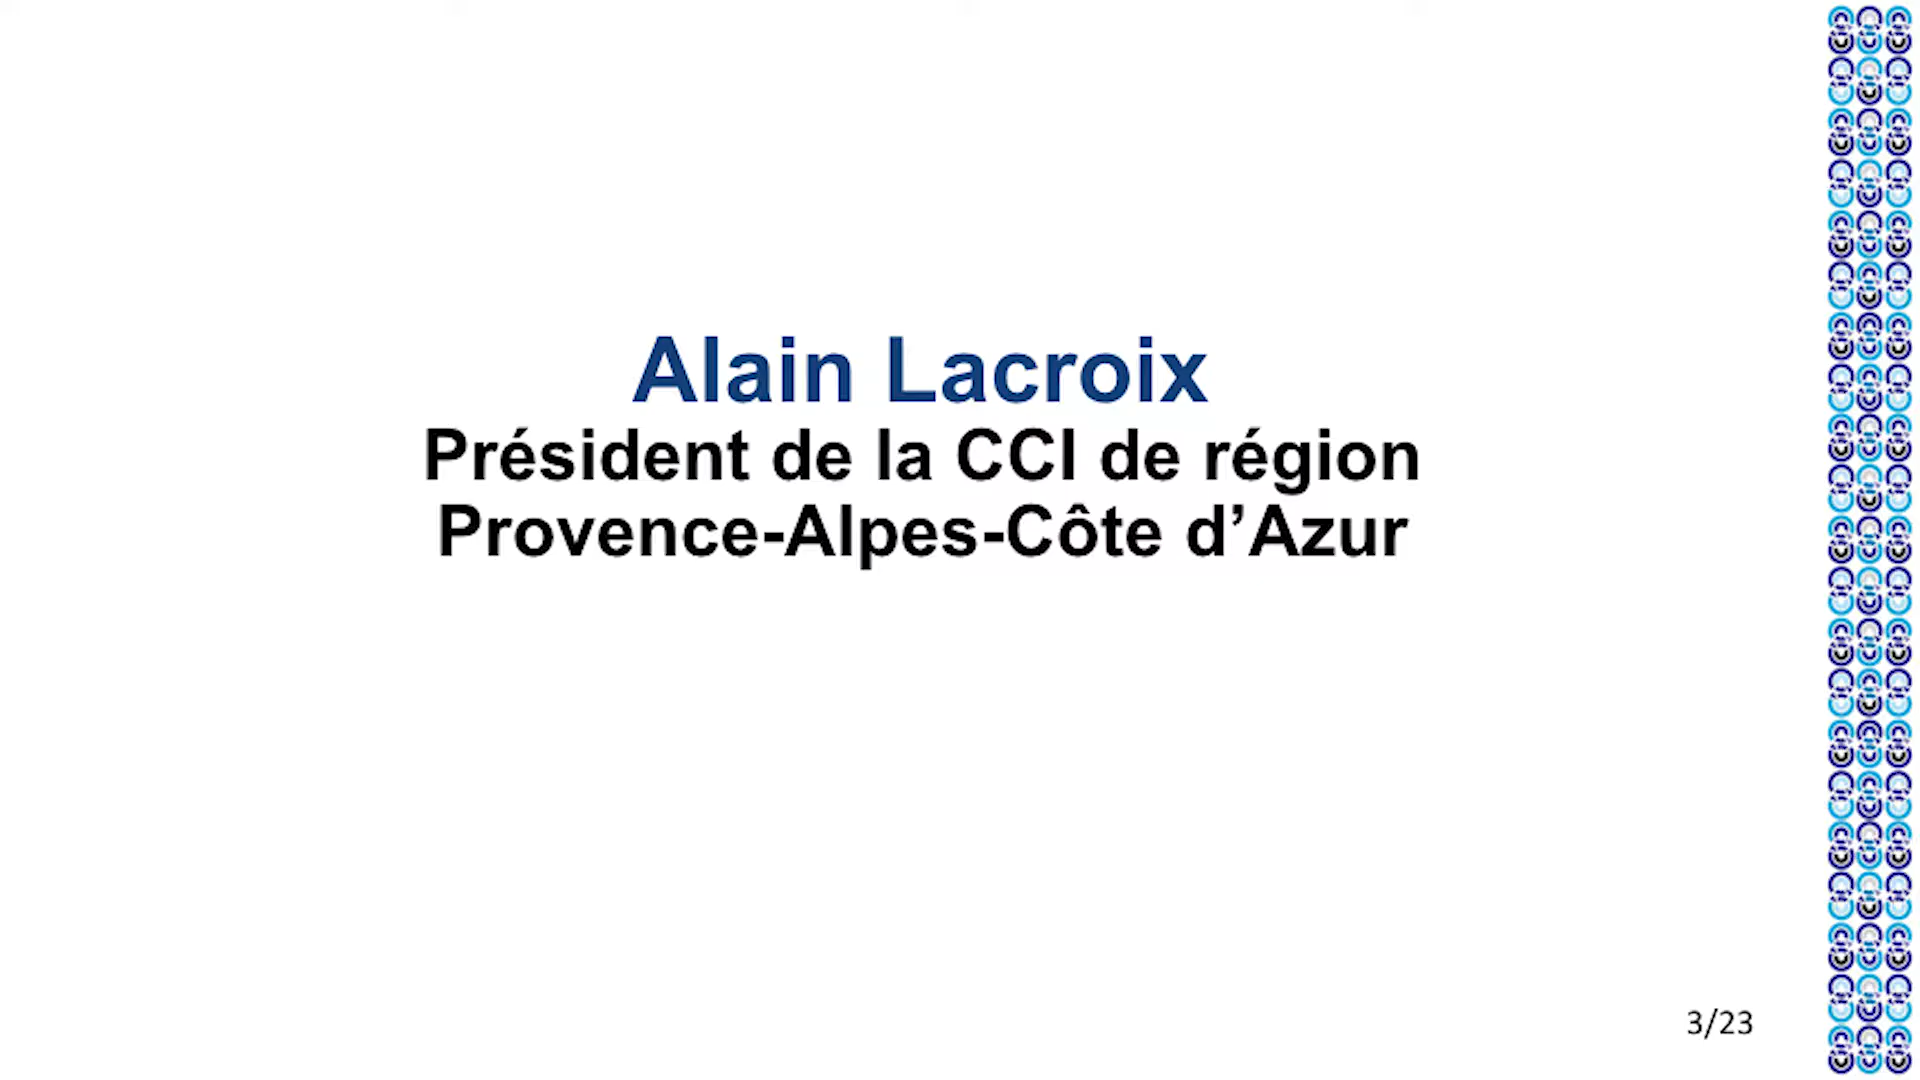 Alain Lacroix
Président de la CCI de région
Provence-Alpes-Côte d’Azur
3/23